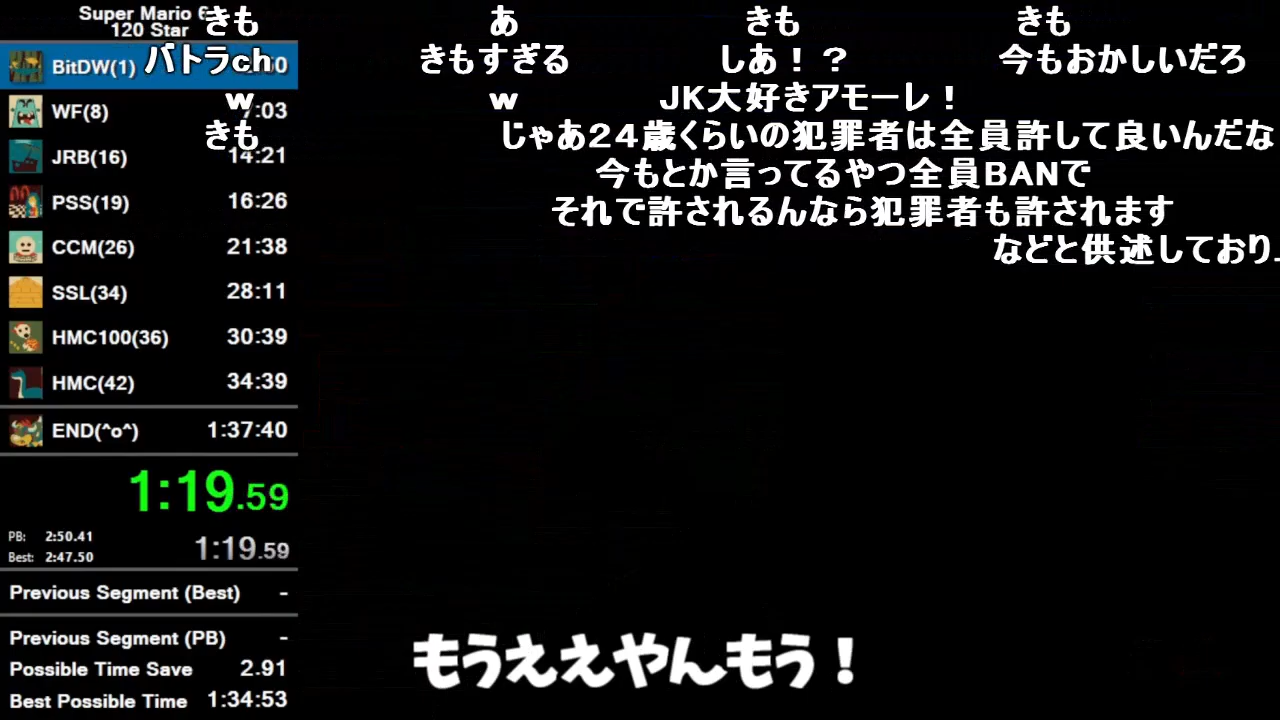 Super Mario 6
120 Star
きも
あ
きも
きも
バトラch
きもすぎる
しあ！？
今もおかしいだろ
w
w
JK大好きアモーレ！
きも
じゃあ24歳くらいの犯罪者は全員許して良いんだな
今もとか言ってるやつ全員BANで
それで許されるんなら犯罪者も許されます
などと供述しており
BitDW(1)
WF(8) 7:03
JRB(16) 14:21
PSS(19) 16:26
CCM(26) 21:38
SSL(34) 28:11
HMC100(36) 30:39
HMC(42) 34:39
END(^o^) 1:37:40
1:19.59
PB: 2:50.41
Best: 2:47.50
1:19.59
Previous Segment (Best) -
Previous Segment (PB) -
Possible Time Save 2.91
Best Possible Time 1:34:53
もうええやんもう！